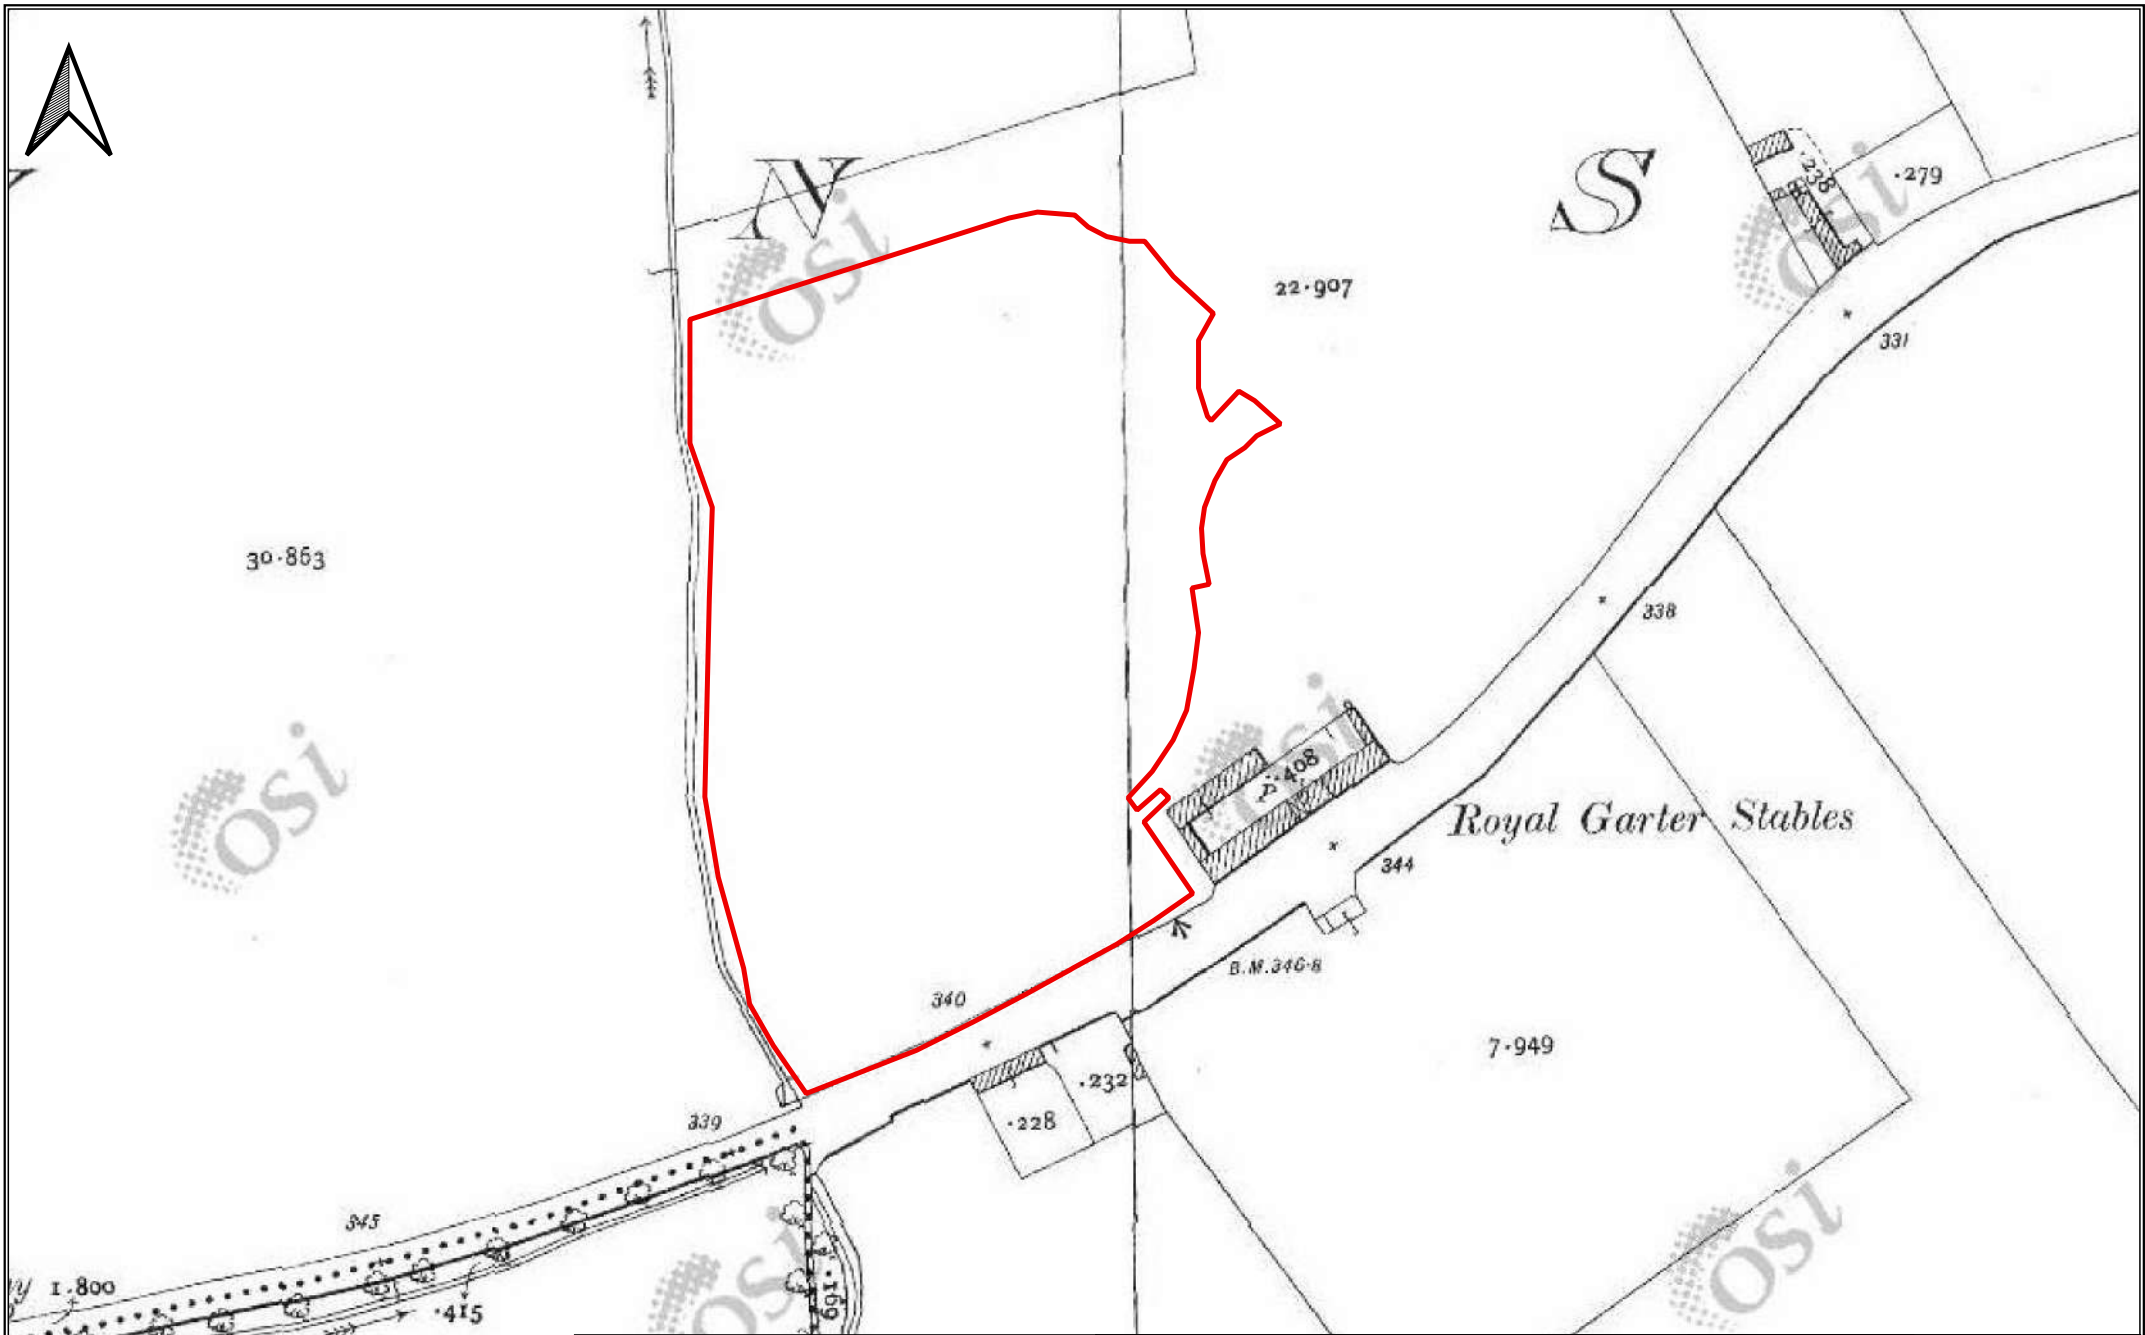 N
S
·238
·279
osi
osi
22·907
331
30·863
338
osi
osi
·408
P.
Royal Garter Stables
344
B.M.346·8
340
7·949
·232
·228
339
345
osi
osi
1.800
·415
·169